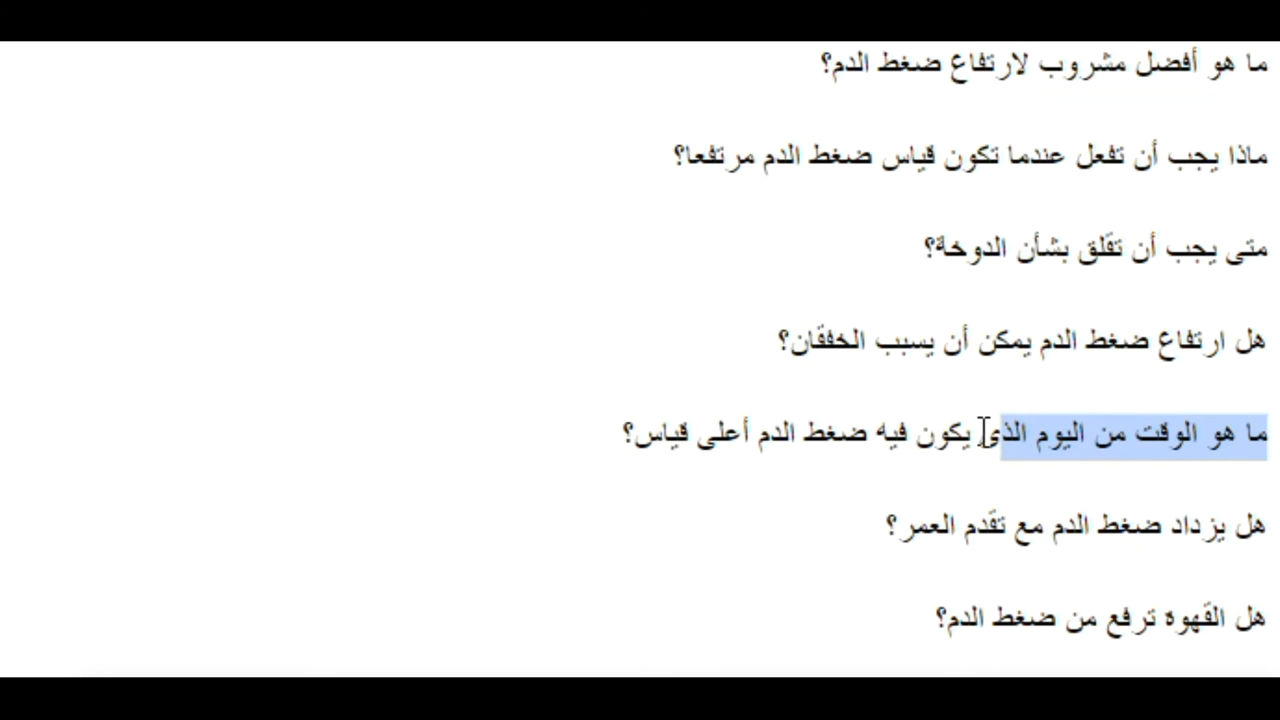 ما هو أفضل مشروب لارتفاع ضغط الدم؟
ماذا يجب أن تفعل عندما تكون قياس ضغط الدم مرتفعا؟
متى يجب أن تقلق بشأن الدوخة؟
هل ارتفاع ضغط الدم يمكن أن يسبب الخفقان؟
ما هو الوقت من اليوم الذى يكون فيه ضغط الدم أعلى قياس؟
هل يزداد ضغط الدم مع تقدم العمر؟
هل القهوة ترفع من ضغط الدم؟